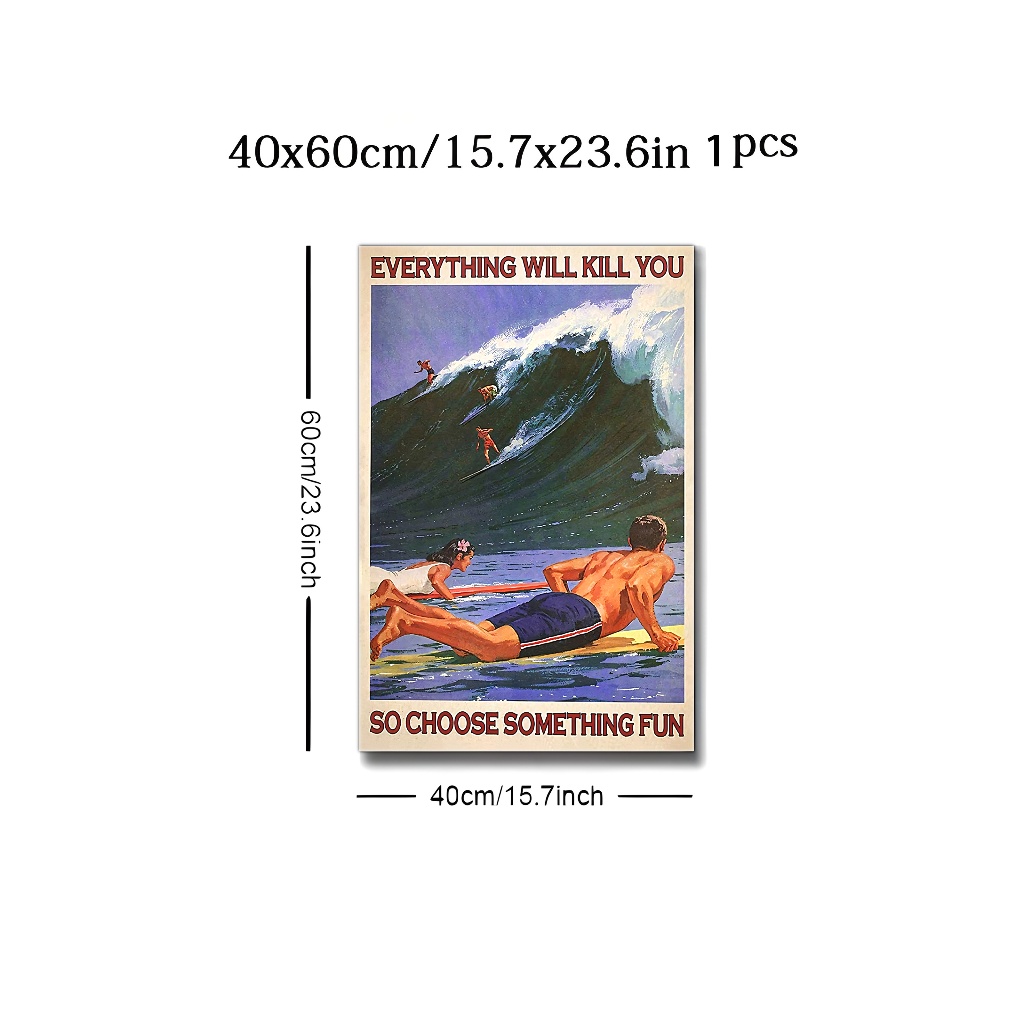 40x60cm/15.7x23.6in 1pcs
EVERYTHING WILL KILL YOU
60cm/23.6inch
SO CHOOSE SOMETHING FUN
40cm/15.7inch